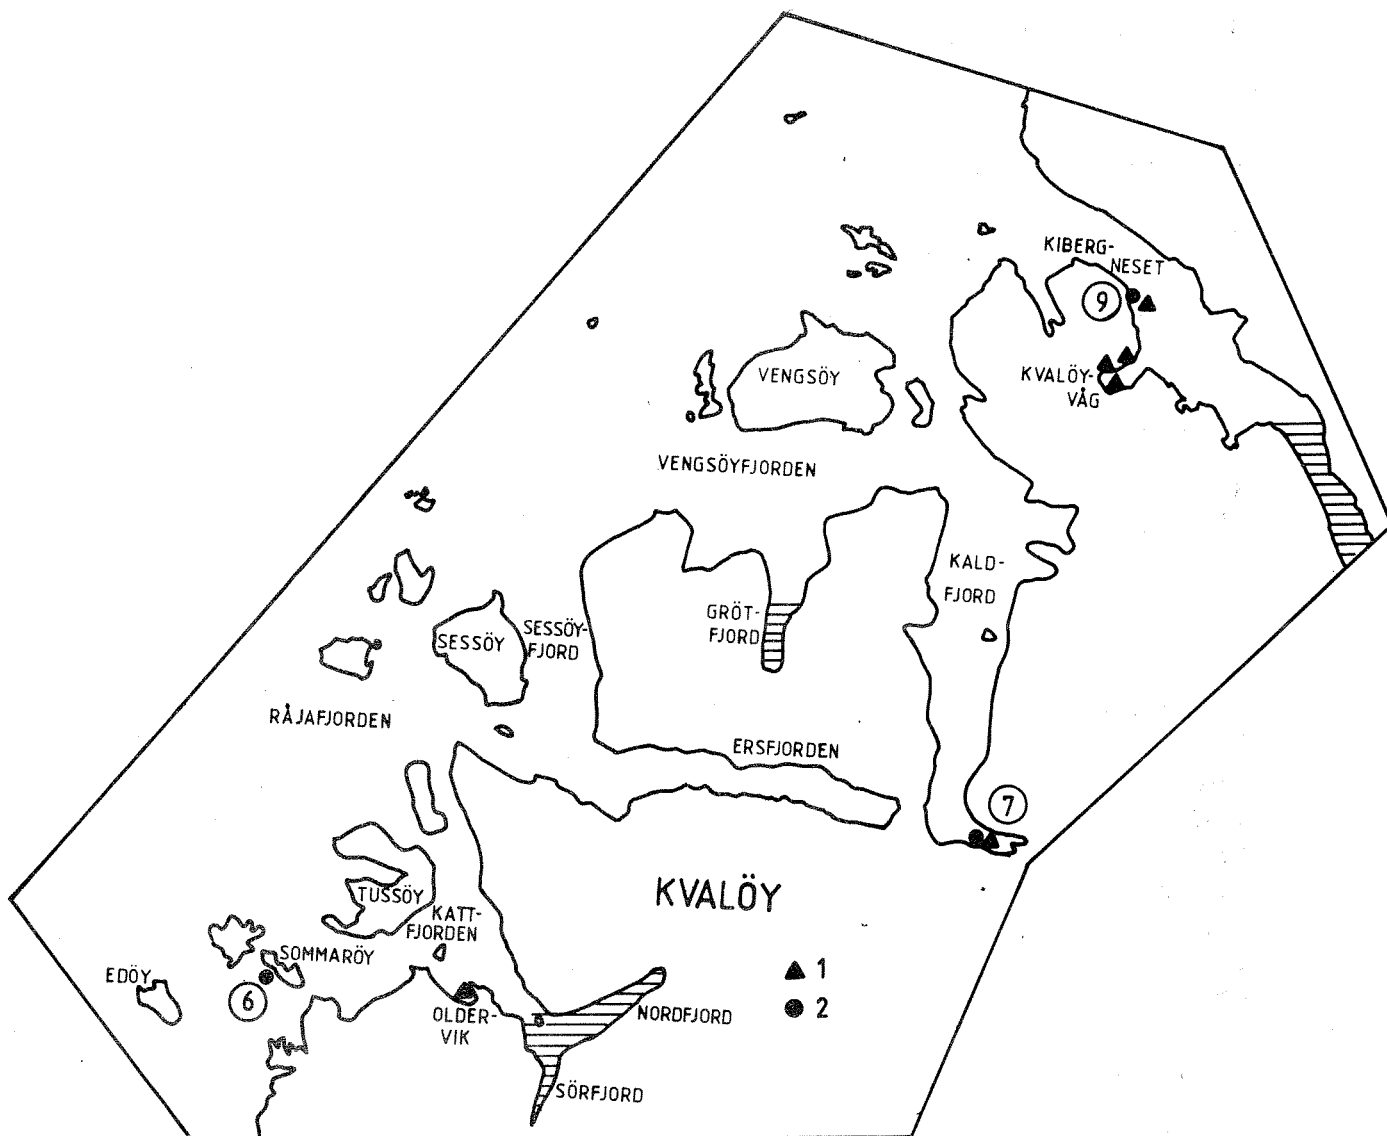 KIBERG-
NESET
9
KVALÖY-
VÅG
VENGSÖY
VENGSÖYFJORDEN
KALD-
FJORD
GRÖT-
FJORD
SESSÖY
SESSÖY-
FJORD
RÅJAFJORDEN
ERSFJORDEN
7
KVALÖY
TUSSÖY
KATT-
FJORDEN
SOMMARÖY
EDÖY
6
OLDER-
VIK
NORDFJORD
SÖRFJORD
1
2